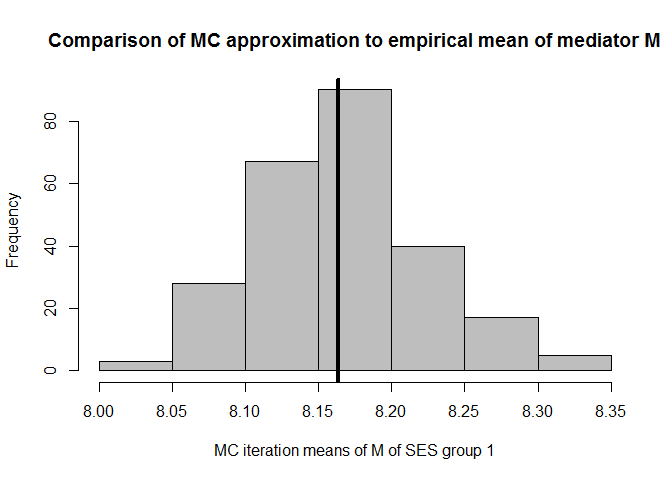 Comparison of MC approximation to empirical mean of mediator M
Frequency
80
60
40
20
0
8.00 8.05 8.10 8.15 8.20 8.25 8.30 8.35
MC iteration means of M of SES group 1